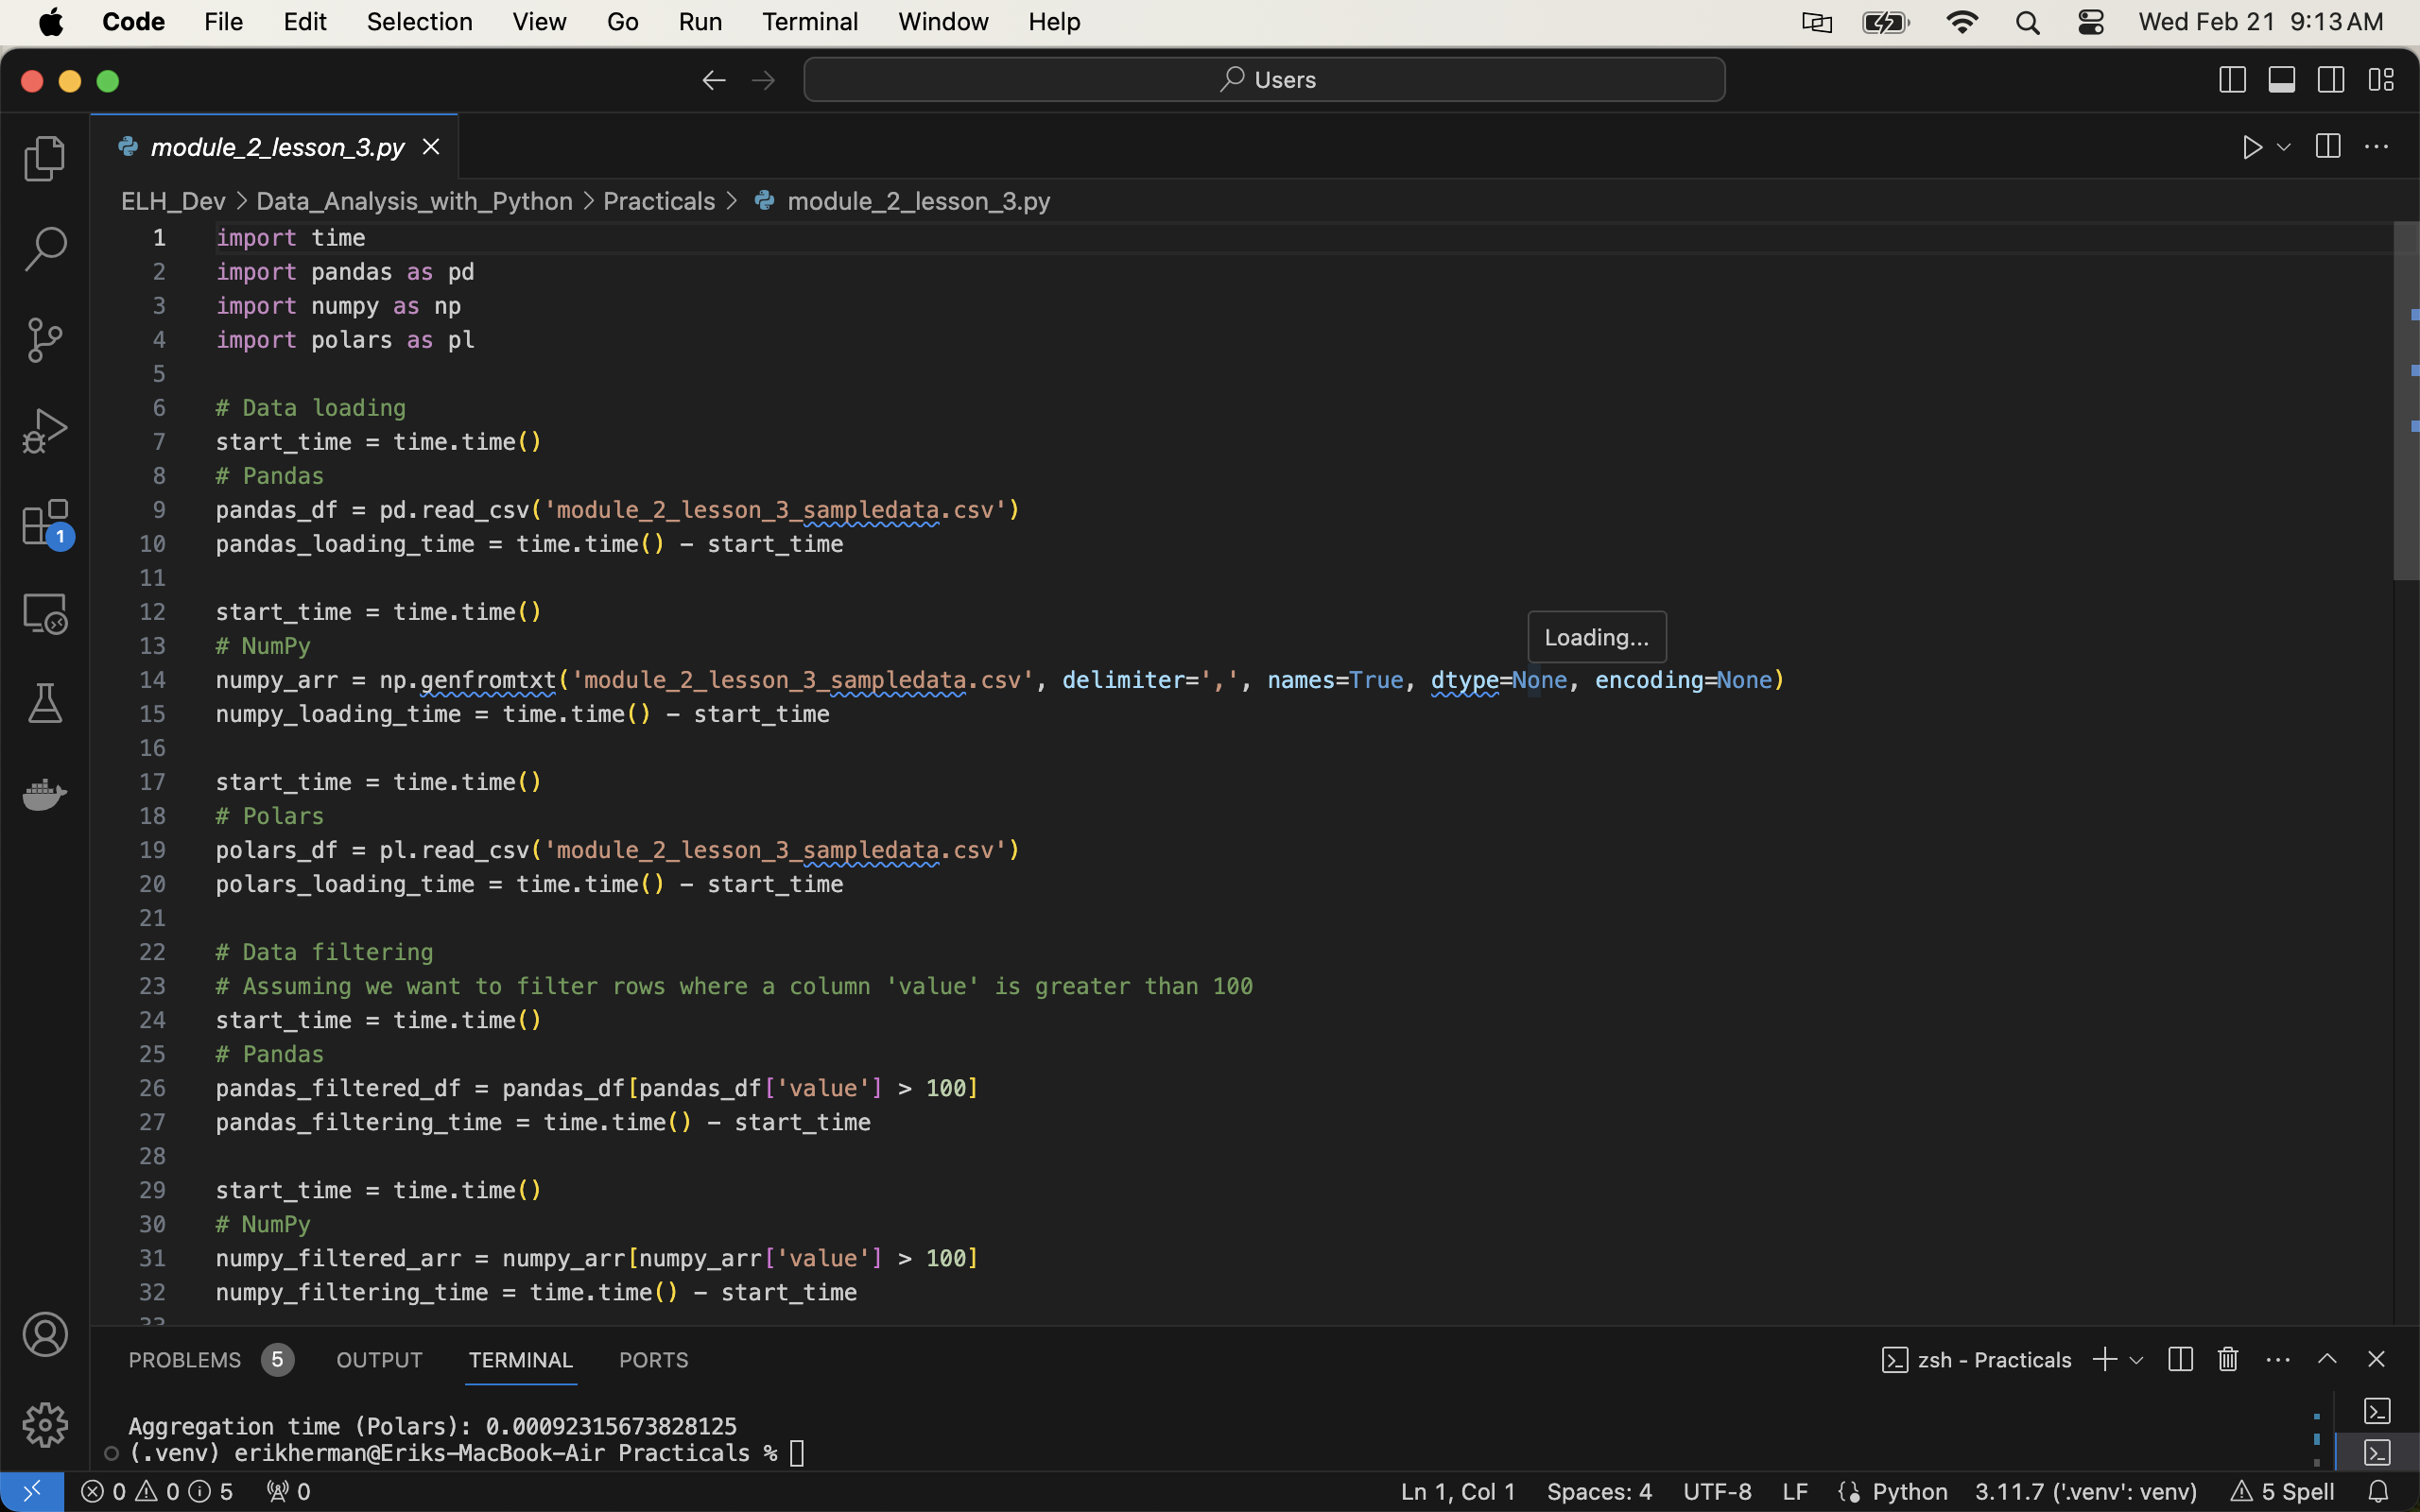 Code File Edit Selection View Go Run Terminal Window Help Wed Feb 21 9:13 AM
Users
module_2_lesson_3.py
ELH_Dev > Data_Analysis_with_Python > Practicals > module_2_lesson_3.py
1 import time
2 import pandas as pd
3 import numpy as np
4 import polars as pl
5
6 # Data loading
7 start_time = time.time()
8 # Pandas
9 pandas_df = pd.read_csv('module_2_lesson_3_sampledata.csv')
10 pandas_loading_time = time.time() - start_time
11
12 start_time = time.time()
Loading...
13 # NumPy
14 numpy_arr = np.genfromtxt('module_2_lesson_3_sampledata.csv', delimiter=',', names=True, dtype=None, encoding=None)
15 numpy_loading_time = time.time() - start_time
16
17 start_time = time.time()
18 # Polars
19 polars_df = pl.read_csv('module_2_lesson_3_sampledata.csv')
20 polars_loading_time = time.time() - start_time
21
22 # Data filtering
23 # Assuming we want to filter rows where a column 'value' is greater than 100
24 start_time = time.time()
25 # Pandas
26 pandas_filtered_df = pandas_df[pandas_df['value'] > 100]
27 pandas_filtering_time = time.time() - start_time
28
29 start_time = time.time()
30 # NumPy
31 numpy_filtered_arr = numpy_arr[numpy_arr['value'] > 100]
32 numpy_filtering_time = time.time() - start_time
33
1
PROBLEMS 5 OUTPUT TERMINAL PORTS zsh - Practicals
Aggregation time (Polars): 0.00092315673828125
(.venv) erikherman@Eriks-MacBook-Air Practicals %
0 0 5 0 Ln 1, Col 1 Spaces: 4 UTF-8 LF Python 3.11.7 ('.venv': venv) 5 Spell